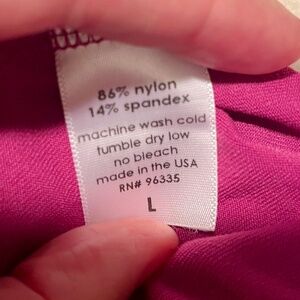 86% nylon
14% spandex
machine wash cold
tumble dry low
no bleach
made in the USA
RN# 96335
L